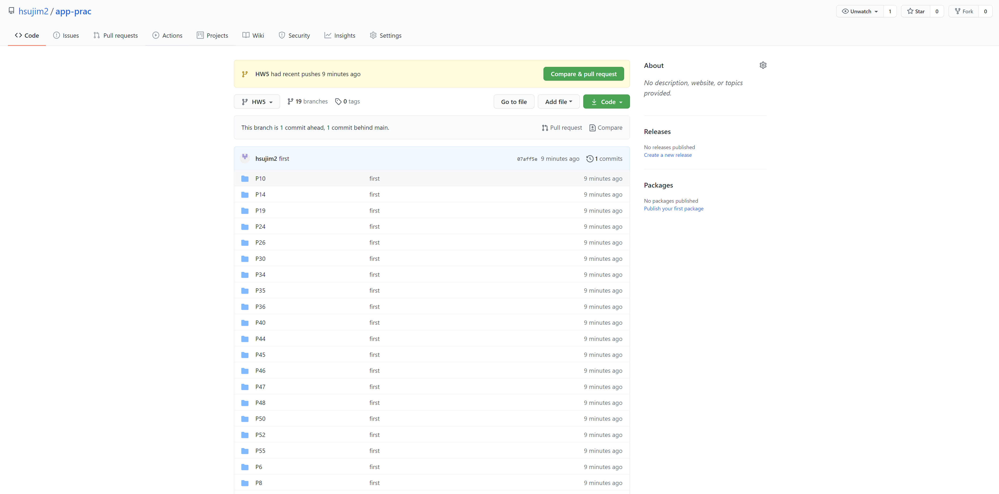 hsujim2 / app-prac
Unwatch 1 Star 0 Fork 0
Code Issues Pull requests Actions Projects Wiki Security Insights Settings
HW5 had recent pushes 9 minutes ago Compare & pull request
HW5 19 branches 0 tags Go to file Add file Code
This branch is 1 commit ahead, 1 commit behind main. Pull request Compare
hsujim2 first 07aff5e 9 minutes ago 1 commits
P10 first 9 minutes ago
P14 first 9 minutes ago
P19 first 9 minutes ago
P24 first 9 minutes ago
P26 first 9 minutes ago
P30 first 9 minutes ago
P34 first 9 minutes ago
P35 first 9 minutes ago
P36 first 9 minutes ago
P40 first 9 minutes ago
P44 first 9 minutes ago
P45 first 9 minutes ago
P46 first 9 minutes ago
P47 first 9 minutes ago
P48 first 9 minutes ago
P50 first 9 minutes ago
P52 first 9 minutes ago
P55 first 9 minutes ago
P6 first 9 minutes ago
P8 first 9 minutes ago
About
No description, website, or topics
provided.
Releases
No releases published
Create a new release
Packages
No packages published
Publish your first package